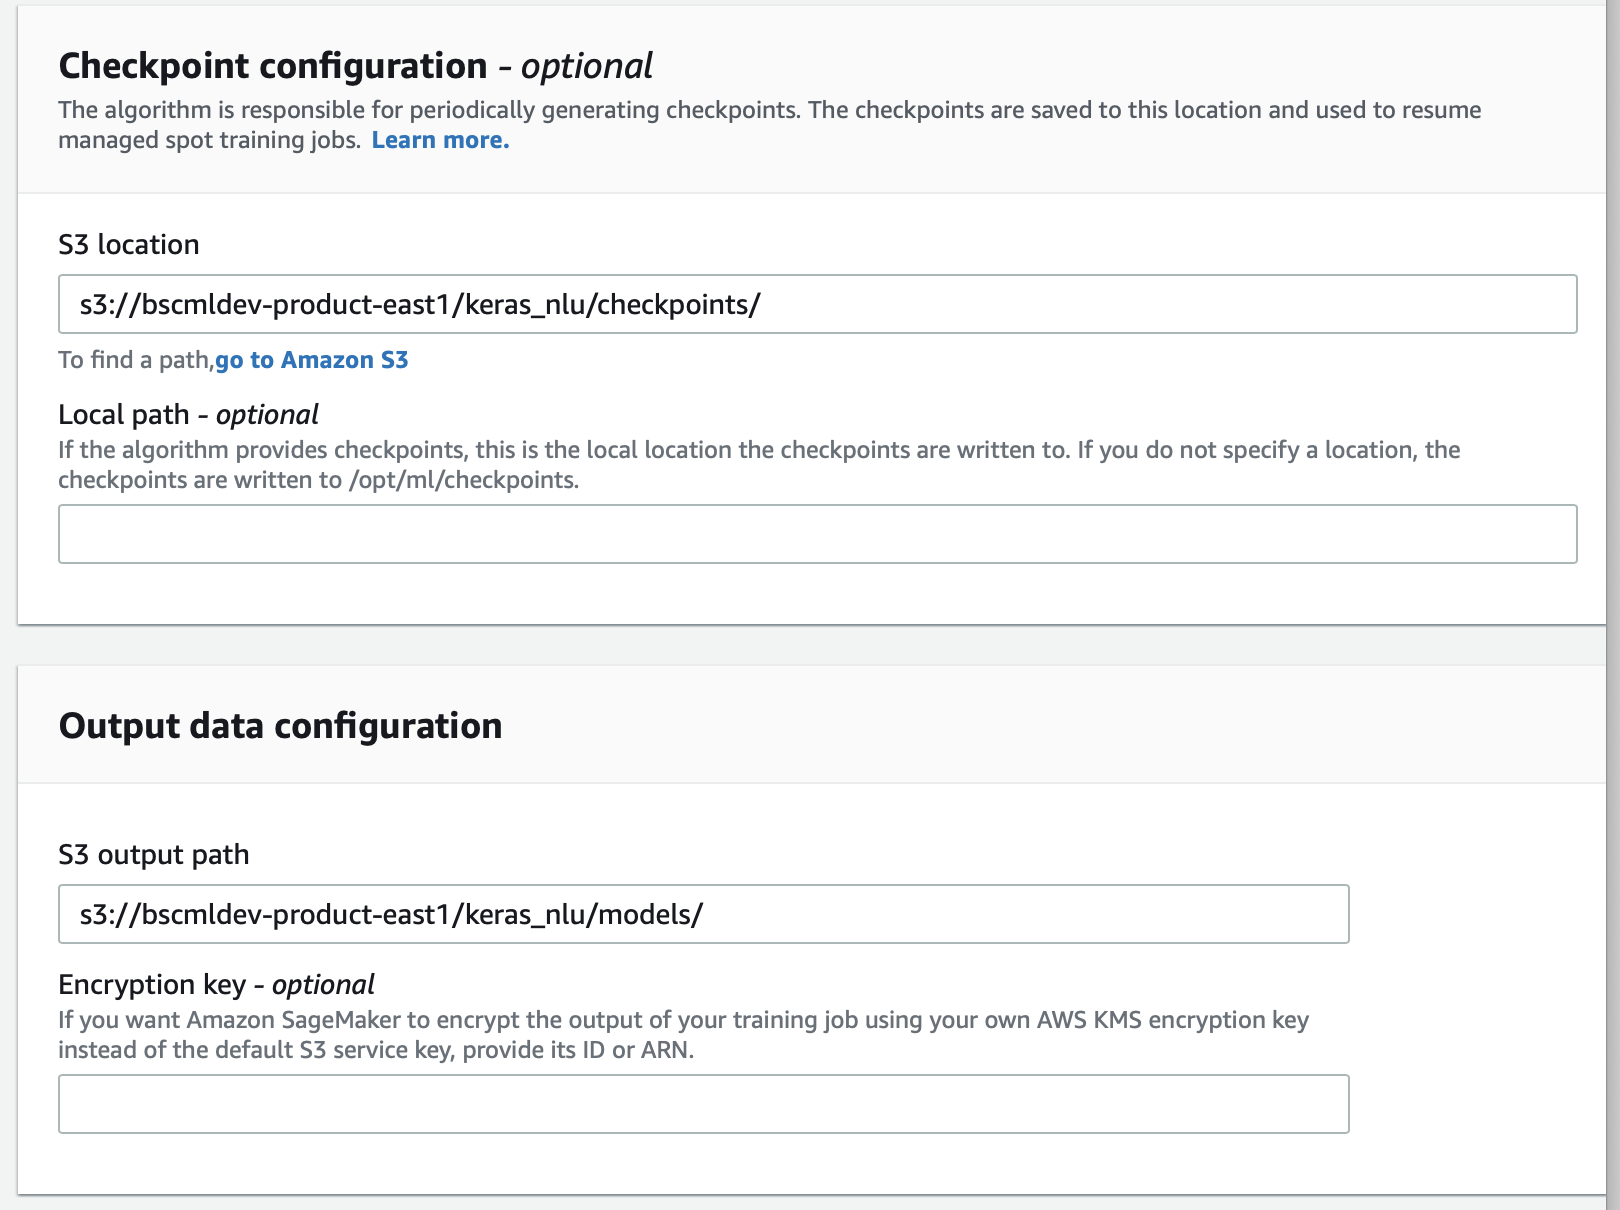 Checkpoint configuration - optional
The algorithm is responsible for periodically generating checkpoints. The checkpoints are saved to this location and used to resume
managed spot training jobs. Learn more.
S3 location
s3://bscmldev-product-east1/keras_nlu/checkpoints/
To find a path,go to Amazon S3
Local path - optional
If the algorithm provides checkpoints, this is the local location the checkpoints are written to. If you do not specify a location, the
checkpoints are written to /opt/ml/checkpoints.
Output data configuration
S3 output path
s3://bscmldev-product-east1/keras_nlu/models/
Encryption key - optional
If you want Amazon SageMaker to encrypt the output of your training job using your own AWS KMS encryption key
instead of the default S3 service key, provide its ID or ARN.